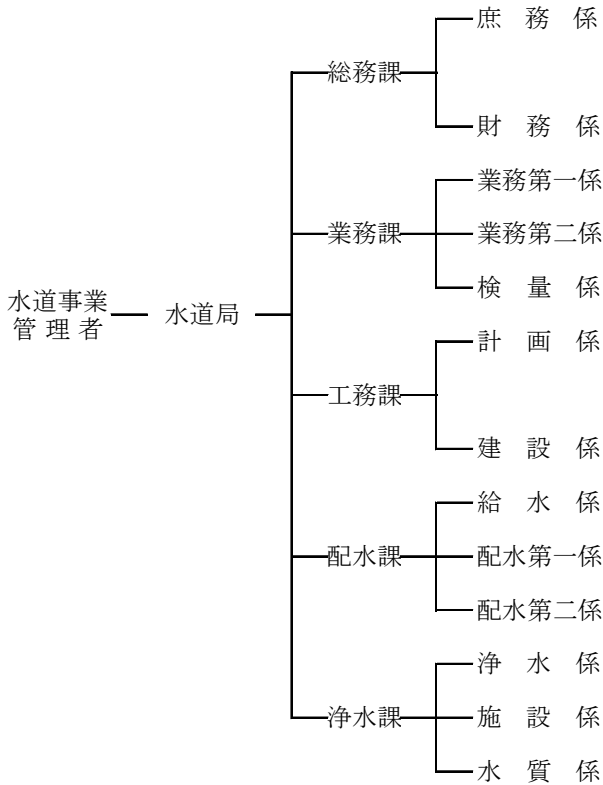 水道事業
管理者
水道局
総務課
庶務係
財務係
業務課
業務第一係
業務第二係
検量係
工務課
計画係
建設係
配水課
給水係
配水第一係
配水第二係
浄水課
浄水係
施設係
水質係